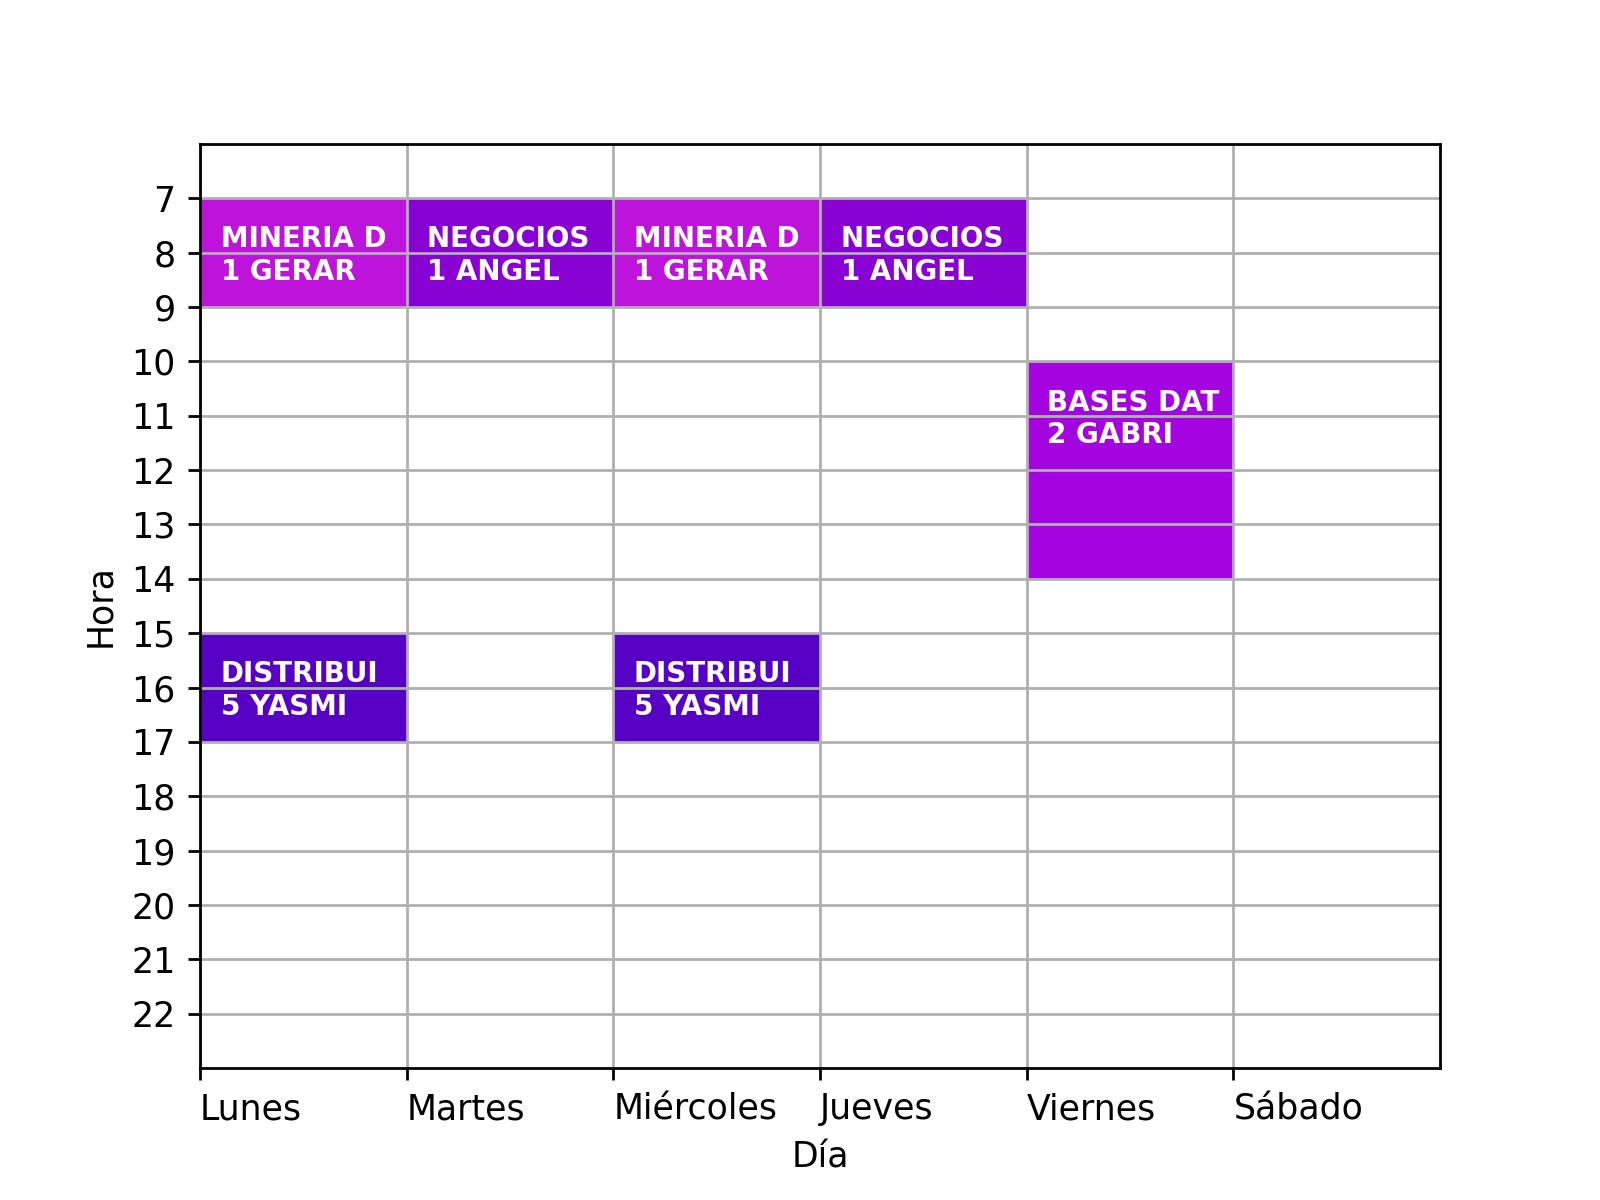 7
MINERIA D
1 GERAR
NEGOCIOS
1 ANGEL
MINERIA D
1 GERAR
NEGOCIOS
1 ANGEL
8
9
10
BASES DAT
2 GABRI
11
12
13
14
Hora
15
DISTRIBUI
5 YASMI
DISTRIBUI
5 YASMI
16
17
18
19
20
21
22
Lunes Martes Miércoles Jueves Viernes Sábado
Día